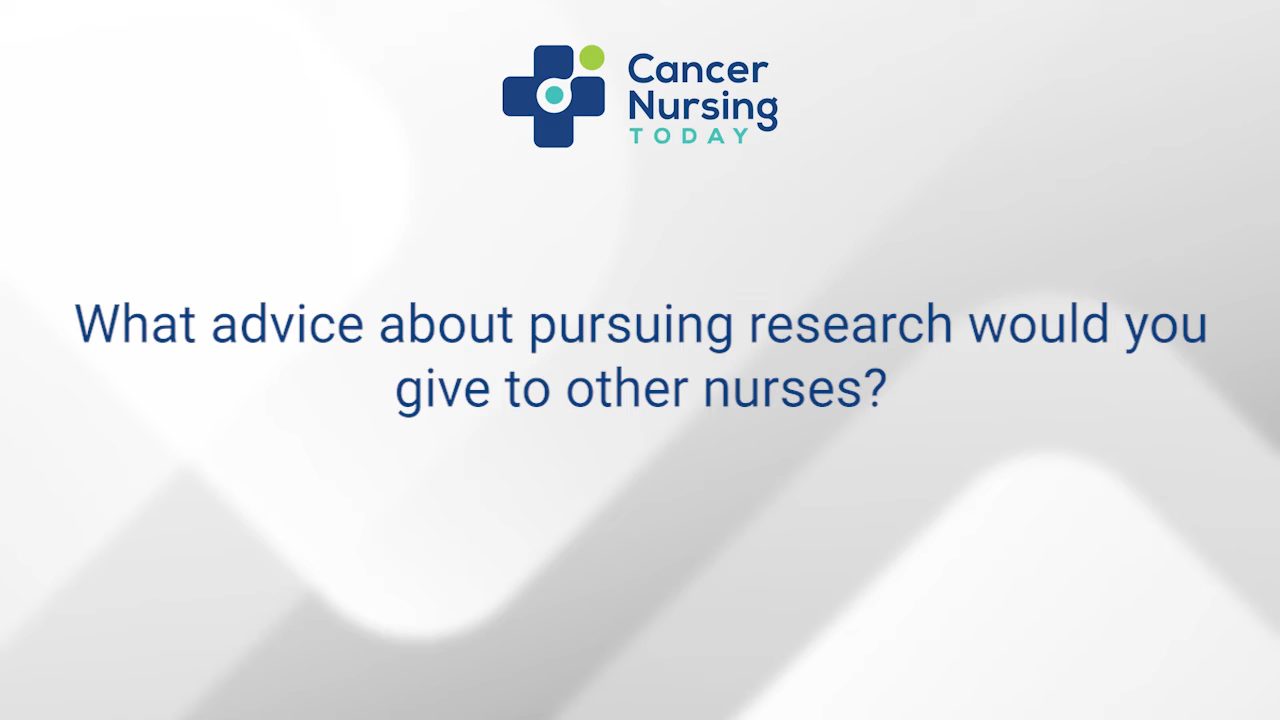 Cancer
Nursing
TODAY
What advice about pursuing research would you
give to other nurses?